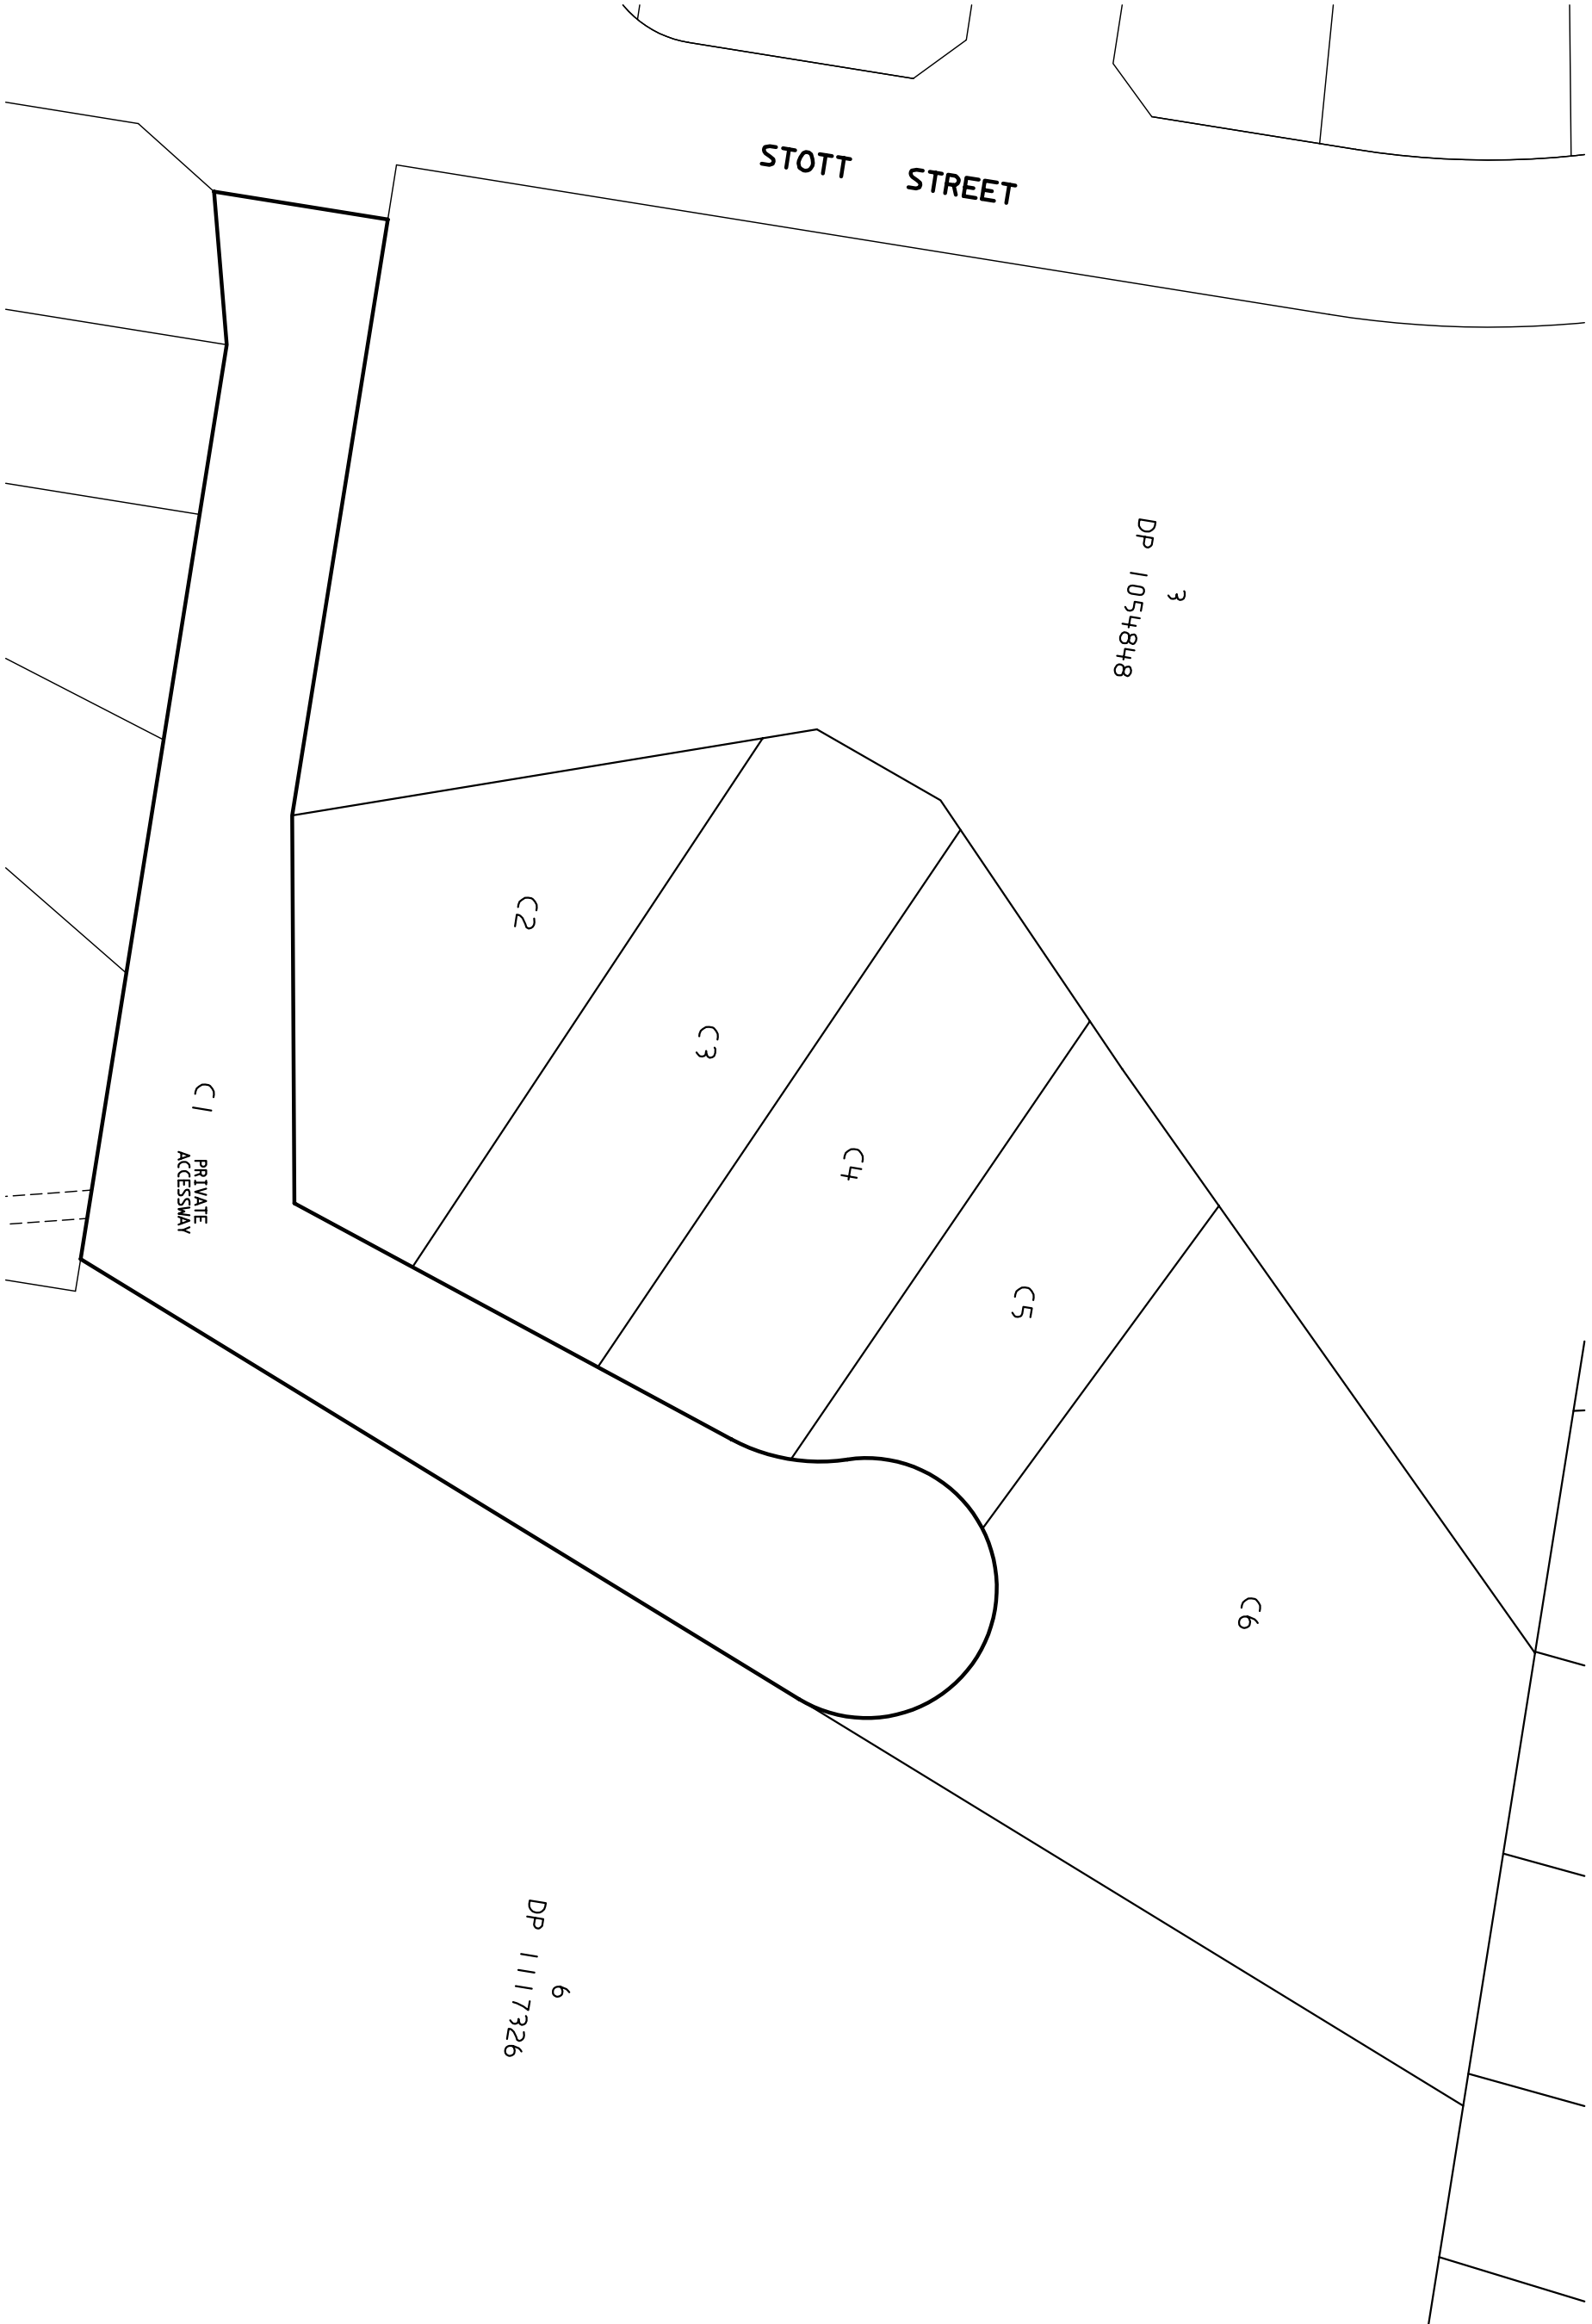 STOTT STREET
3
DP 1054848
C2
C3
C1
PRIVATE
ACCESSWAY
C4
C5
C6
6
DP 1117326